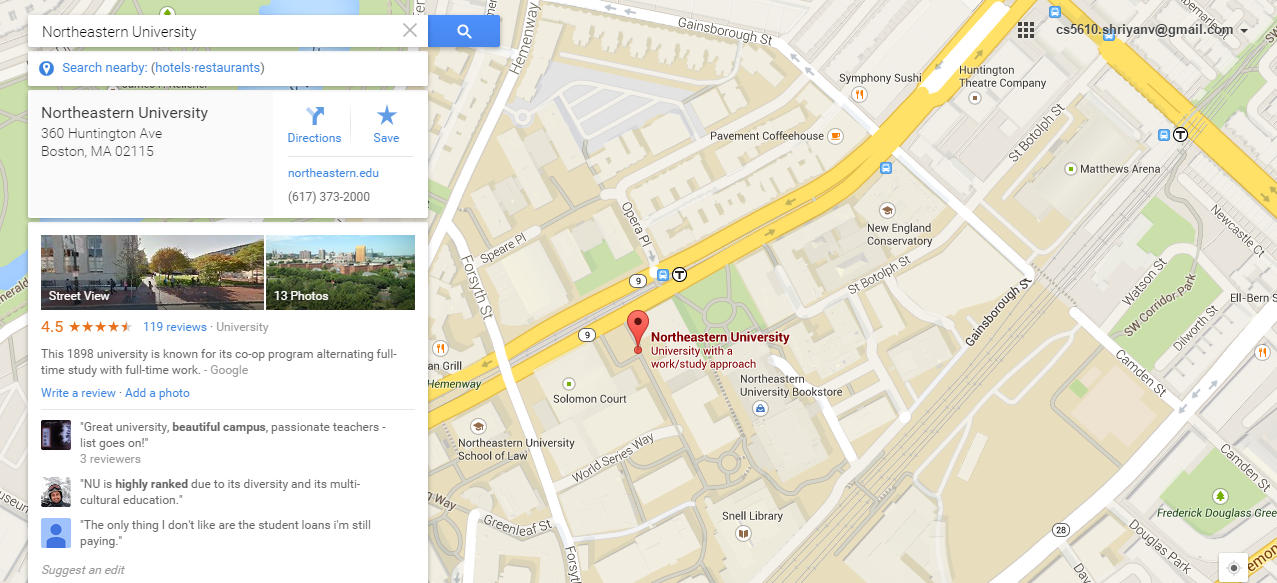 Northeastern University
Search nearby: (hotels·restaurants)
Northeastern University
360 Huntington Ave
Boston, MA 02115
Directions
Save
northeastern.edu
(617) 373-2000
Street View
13 Photos
4.5
119 reviews · University
This 1898 university is known for its co-op program alternating full-
time study with full-time work. - Google
Write a review · Add a photo
"Great university, beautiful campus, passionate teachers -
list goes on!"
3 reviewers
"NU is highly ranked due to its diversity and its multi-
cultural education."
"The only thing I don't like are the student loans i'm still
paying."
Suggest an edit
cs5610.shriyanv@gmail.com
Hemenway
Gainsborough St
Symphony Sushi
Huntington
Theatre Company
Pavement Coffeehouse
St Botolph St
T
Matthews Arena
Opera Pl
New England
Conservatory
Speare Pl
Newcastle Ct
Forsyth St
9
T
St Botolph St
Watson St
SW Corridor Park
Ell-Bern S
Gainsborough St
Dilworth St
9
Northeastern University
University with a
work/study approach
an Grill
Hemenway
Camden St
Solomon Court
Northeastern
University Bookstore
Northeastern University
School of Law
World Series Way
Camden St
ng Way
Greenleaf St
Snell Library
28
Frederick Douglass Gree
Douglas Park
Forsyth